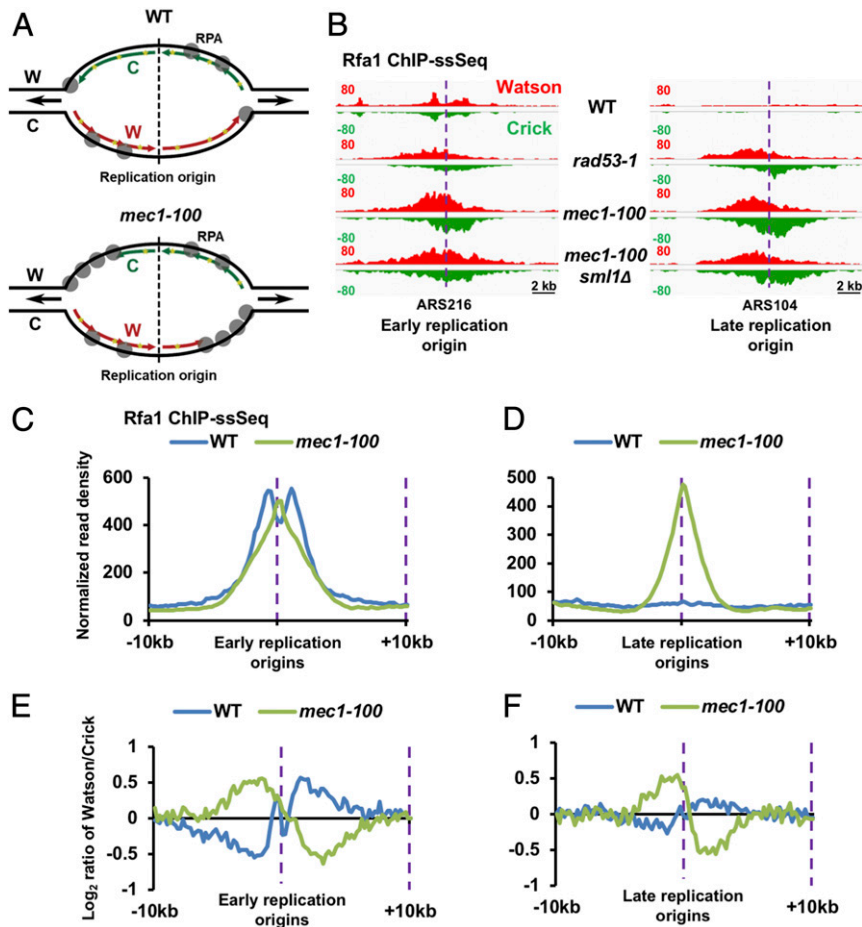 A
WT
RPA
W
C
C
W
Replication origin
mec1-100
RPA
W
C
C
W
Replication origin
B
Rfa1 ChIP-ssSeq
80
Watson
WT
80
-80
Crick
-80
80
rad53-1
80
-80
-80
80
mec1-100
80
-80
-80
80
mec1-100
80
sml1Δ
-80
2 kb
-80
2 kb
ARS216
ARS104
Early replication
origin
Late replication
origin
C
Rfa1 ChIP-ssSeq
WT
mec1-100
Normalized read density
600
400
200
0
-10kb
Early replication
origins
+10kb
D
WT
mec1-100
500
400
300
200
100
0
-10kb
Late replication
origins
+10kb
E
WT
mec1-100
Log2 ratio of Watson/Crick
1
0.5
0
-0.5
-1
-10kb
Early replication
origins
+10kb
F
WT
mec1-100
1
0.5
0
-0.5
-1
-10kb
Late replication
origins
+10kb